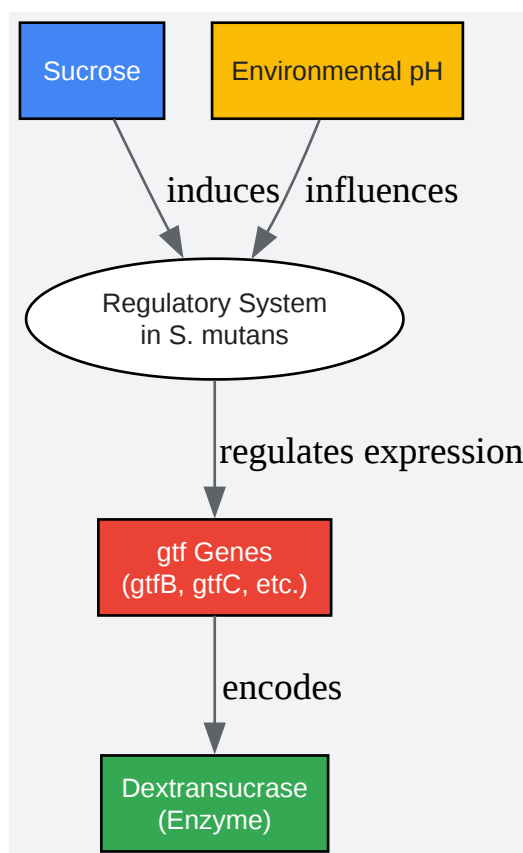 Sucrose
Environmental pH
induces
influences
Regulatory System
in S. mutans
regulates expression
gtf Genes
(gtfB, gtfC, etc.)
encodes
Dextransucrase
(Enzyme)